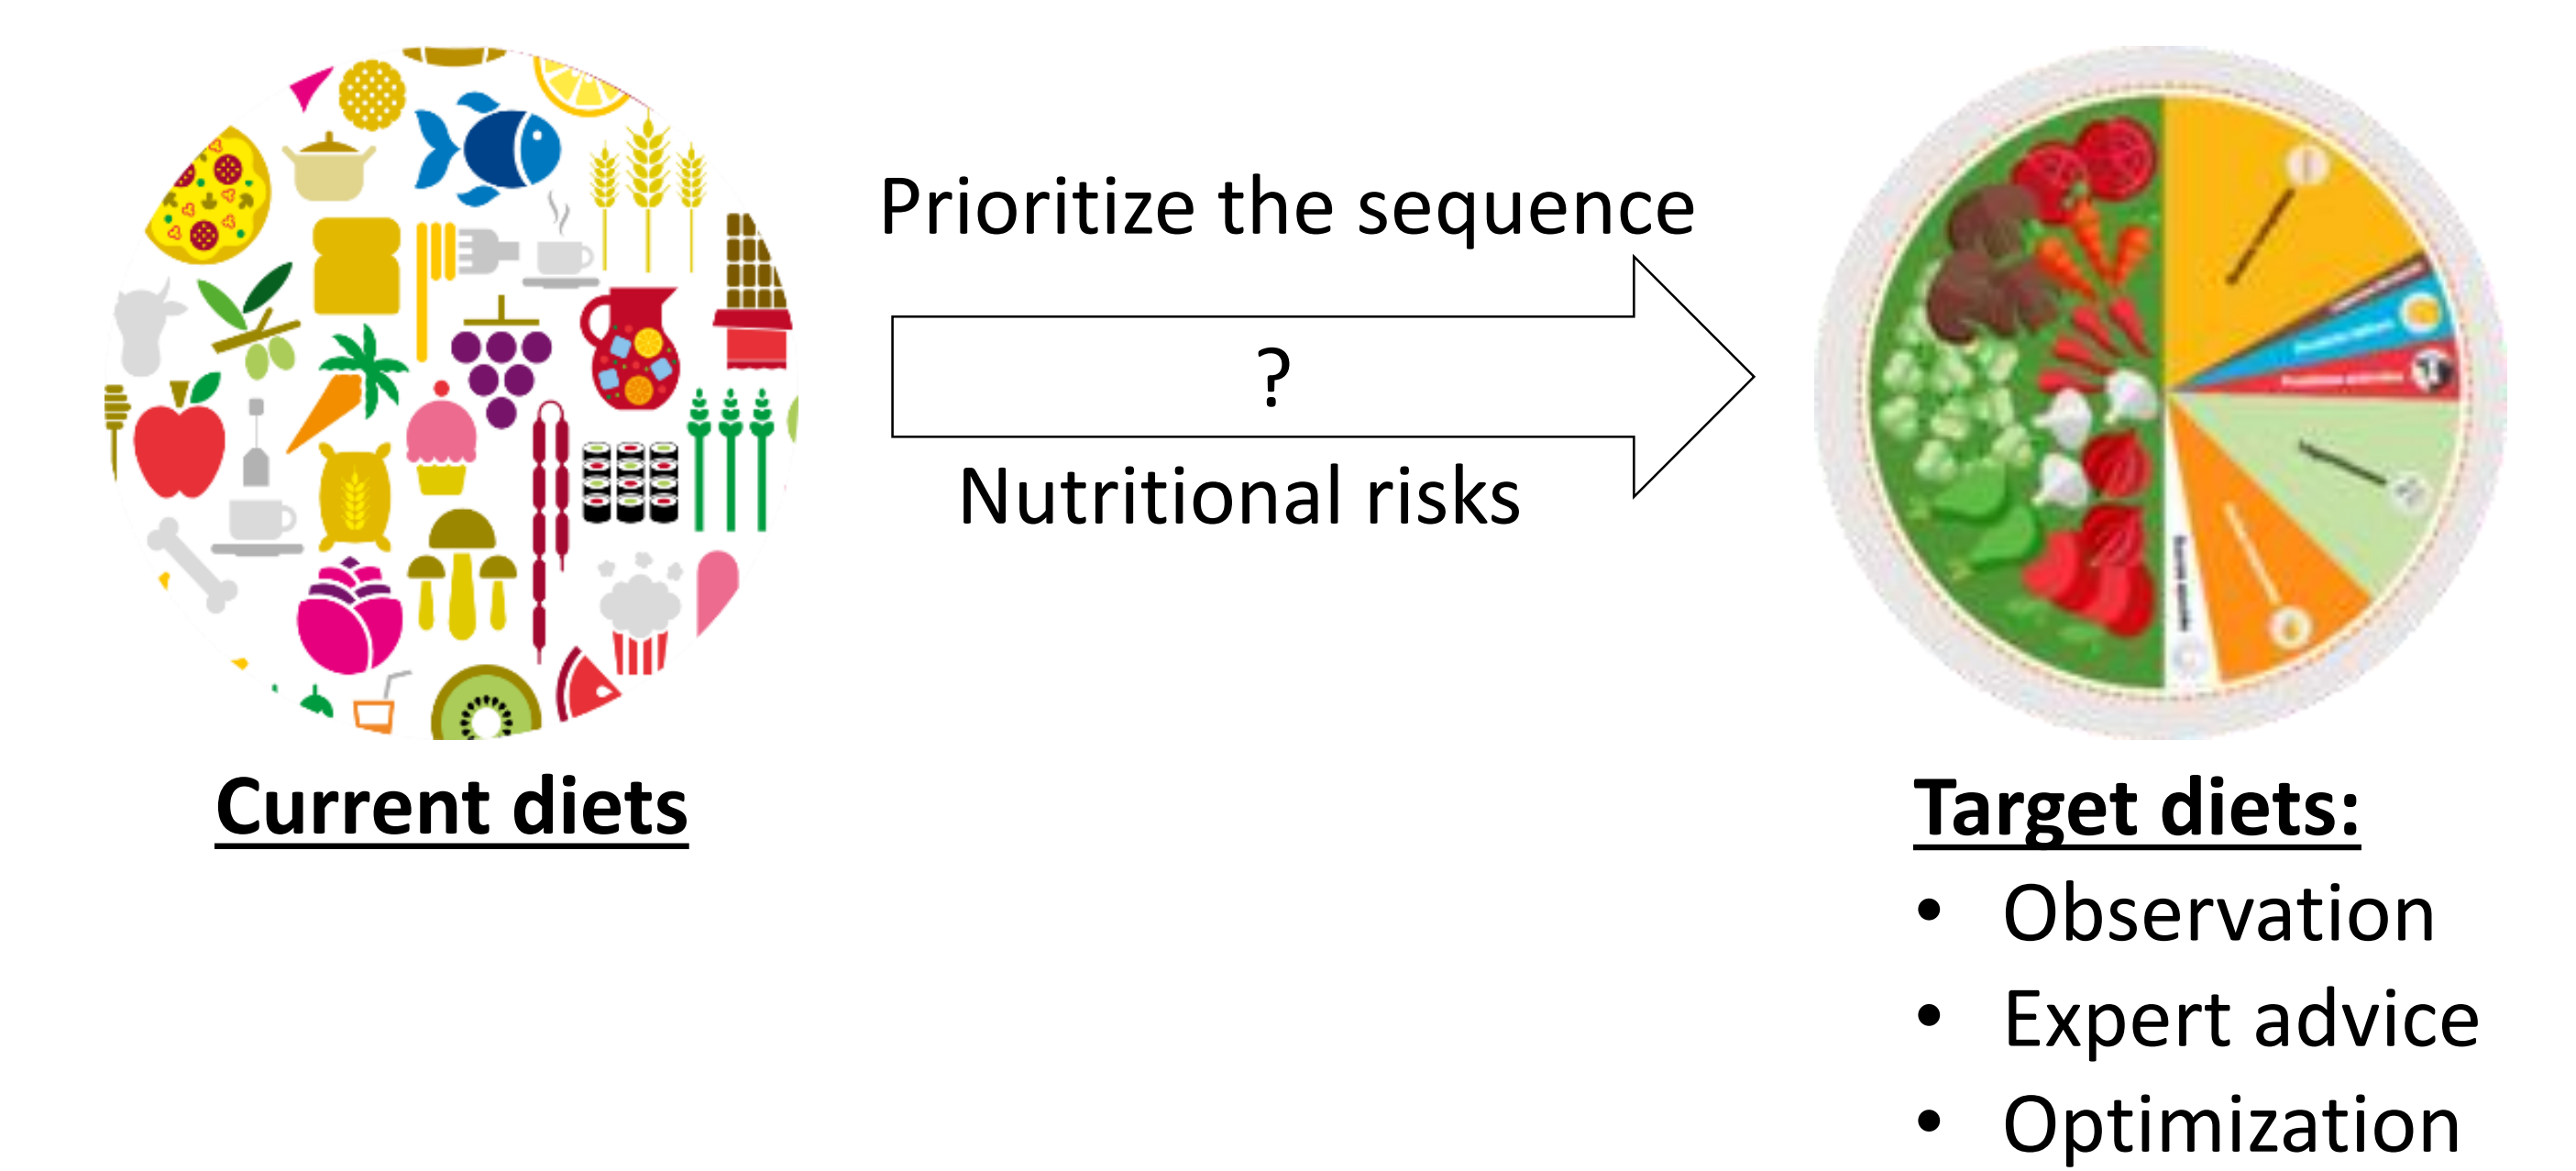 Prioritize the sequence
?
Nutritional risks
Current diets
Target diets:
• Observation
• Expert advice
• Optimization